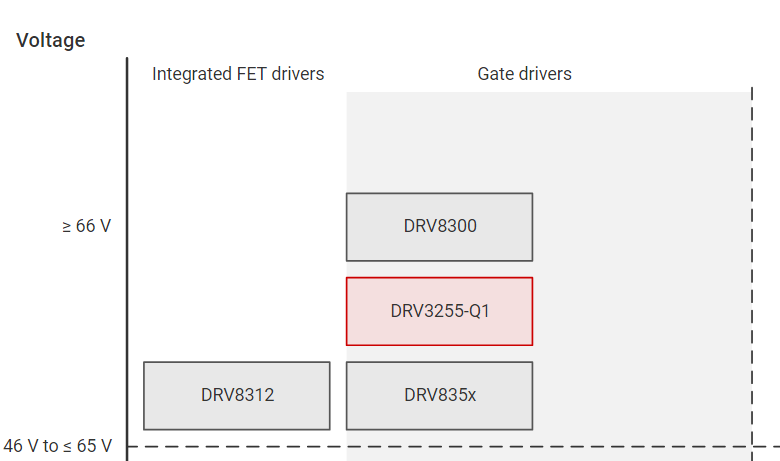 Voltage
Integrated FET drivers
Gate drivers
≥ 66 V
DRV8300
DRV3255-Q1
DRV8312
DRV835x
46 V to ≤ 65 V